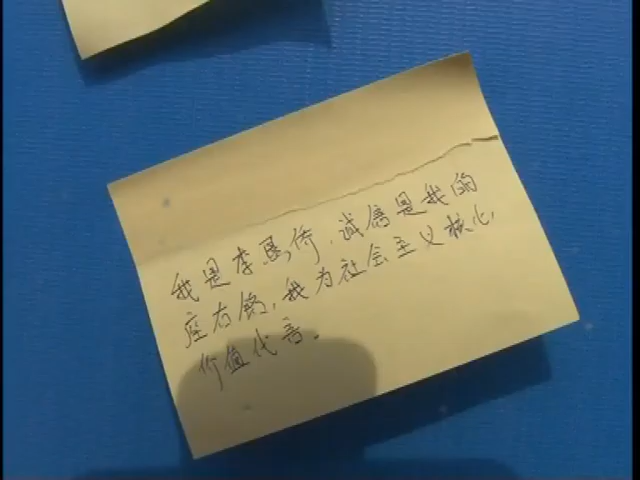 我是李思侨，诚信是我的
座右铭，我为社会主义核心
价值代言。